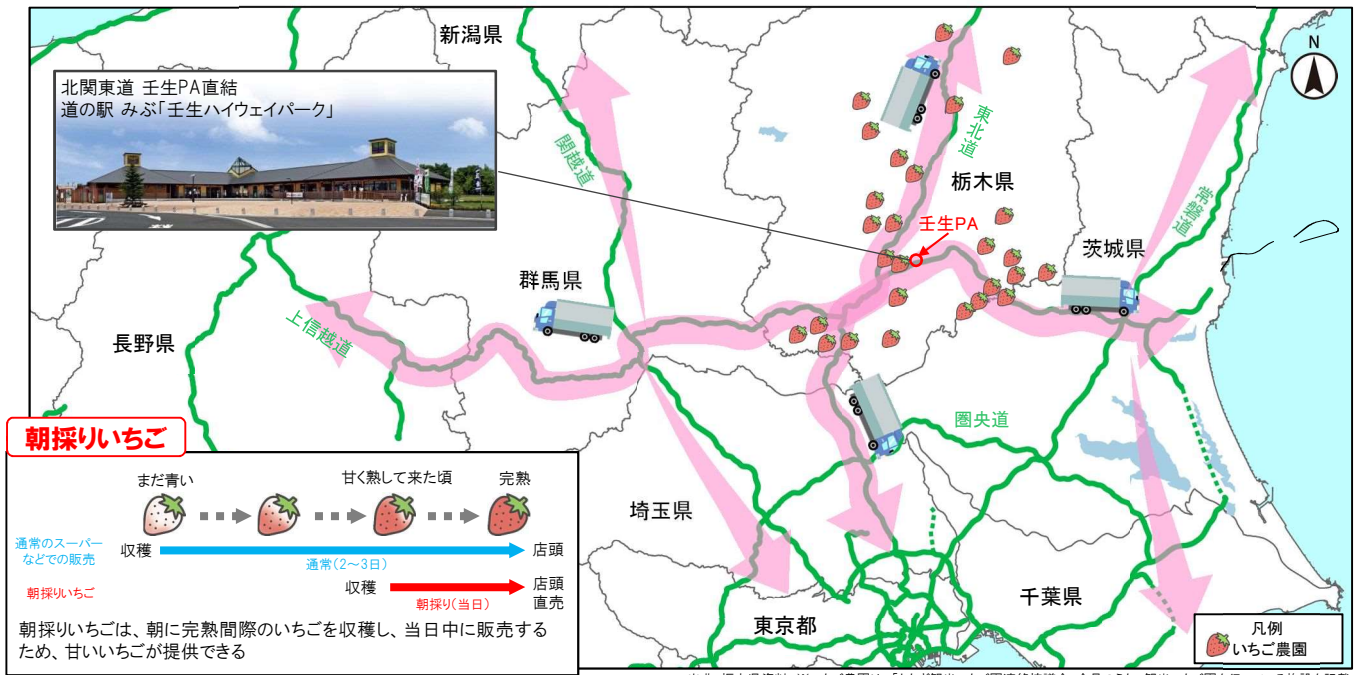 新潟県
北関東道 壬生PA直結
道の駅 みぶ「壬生ハイウェイパーク」
N
関越道
東北道
栃木県
常磐道
壬生PA
茨城県
群馬県
長野県
上信越道
圏央道
埼玉県
東京都
千葉県
朝採りいちご
まだ青い
甘く熟して来た頃
完熟
通常のスーパー
などでの販売
収穫
通常(2～3日)
店頭
朝採りいちご
収穫
朝採り(当日)
店頭
直売
朝採りいちごは、朝に完熟間際のいちごを収穫し、当日中に販売する
ため、甘いいちごが提供できる
凡例
いちご農園